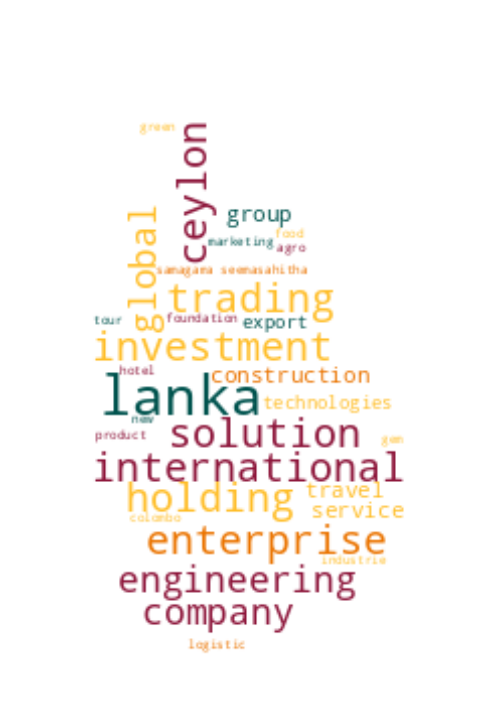 green
ceylon
global
group
marketing
food
agro
samagama seemasahitha
trading
tour
foundation
export
investment
hotel
construction
lanka
technologies
new
product
solution
gem
international
holding
travel
service
colombo
enterprise
industrie
engineering
company
logistic